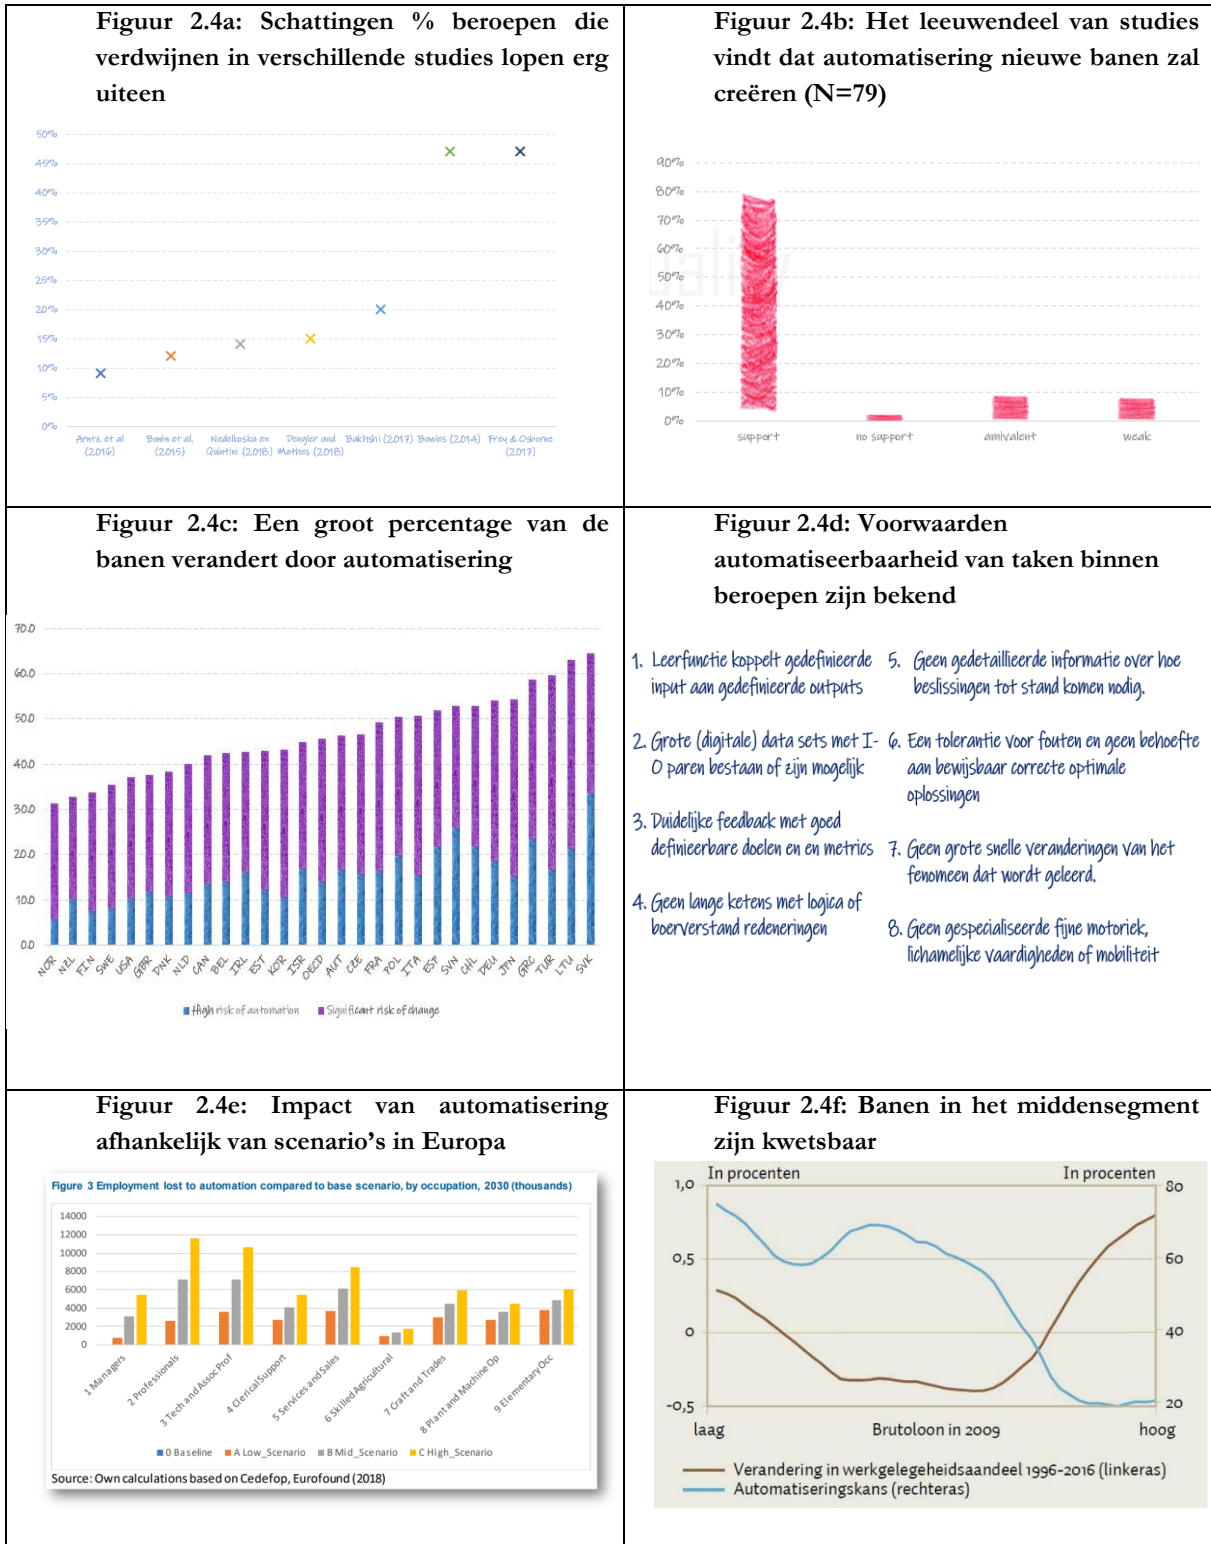 Figuur 2.4a: Schattingen % beroepen die
verdwijnen in verschillende studies lopen erg
uiteen
50%
45%
40%
35%
30%
25%
20%
15%
10%
5%
0%
Arntz et al (2016)
Bonin et al. (2015)
Nedelkoska en Quintini (2018)
Dengler and Mathes (2018)
Bakhshi (2017)
Bowles (2014)
Frey & Osborne (2017)
Figuur 2.4b: Het leeuwendeel van studies
vindt dat automatisering nieuwe banen zal
creëren (N=79)
90%
80%
70%
60%
50%
40%
30%
20%
10%
0%
support no support amivalent weak
Figuur 2.4c: Een groot percentage van de
banen verandert door automatisering
70.0
60.0
50.0
40.0
30.0
20.0
10.0
0.0
NOR NZL FIN SWE USA GBR DNK NLD CAN BEL IRL EST KOR ISR OECD AUT CZE FRA POL ITA ESP SVN CHL DEU JPN GRC TUR LTU SVK
High risk of automation Significant risk of change
Figuur 2.4d: Voorwaarden
automatiseerbaarheid van taken binnen
beroepen zijn bekend
1. Leerfunctie koppelt gedefinieerde
input aan gedefinieerde outputs
2. Grote (digitale) data sets met I-
O paren bestaan of zijn mogelijk
3. Duidelijke feedback met goed
definieerbare doelen en en metrics
4. Geen lange ketens met logica of
boerverstand redeneringen
5. Geen gedetaillieerde informatie over hoe
beslissingen tot stand komen nodig.
6. Een tolerantie voor fouten en geen behoefte
aan bewijsbaar correcte optimale
oplossingen
7. Geen grote snelle veranderingen van het
fenomeen dat wordt geleerd.
8. Geen gespecialiseerde fijne motoriek,
lichamelijke vaardigheden of mobiliteit
Figuur 2.4e: Impact van automatisering
afhankelijk van scenario's in Europa
Figure 3 Employment lost to automation compared to base scenario, by occupation, 2030 (thousands)
14000
12000
10000
8000
6000
4000
2000
0
1 Managers
2 Professionals
3 Tech and Assoc Prof
4 Clerical Support
5 Services and Sales
6 Skilled Agricultural
7 Craft and Trades
8 Plant and Machine Op
9 Elementary Occ
0 Baseline A Low_Scenario B Mid_Scenario C High_Scenario
Source: Own calculations based on Cedefop, Eurofound (2018)
Figuur 2.4f: Banen in het middensegment
zijn kwetsbaar
In procenten In procenten
1,0 80
0,5 60
0 40
-0,5 20
laag Brutoloon in 2009 hoog
Verandering in werkgelegeheidsaandeel 1996-2016 (linkeras)
Automatiseringskans (rechteras)